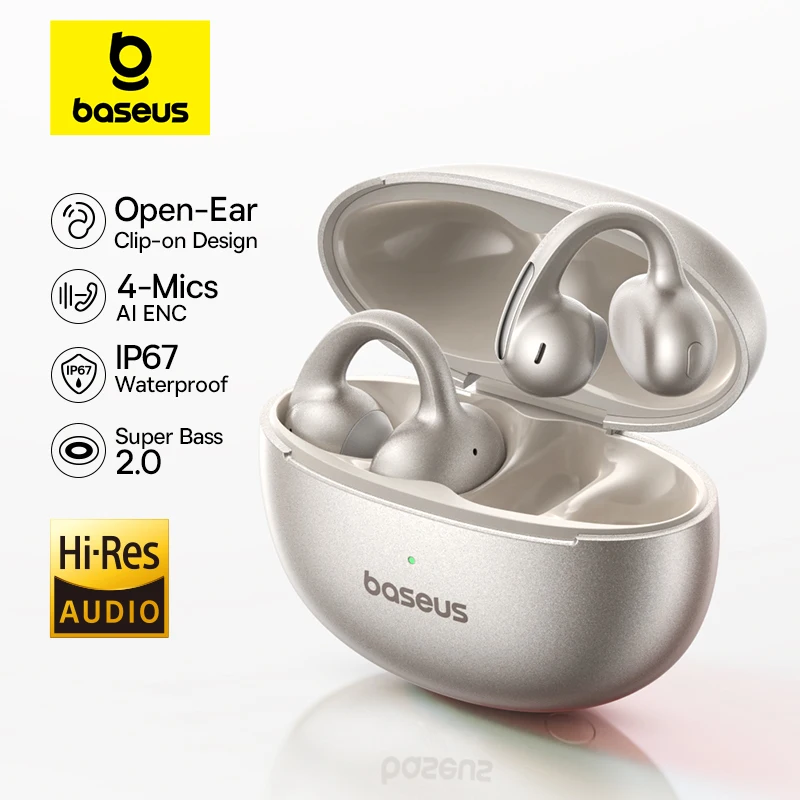 baseus
Open-Ear
Clip-on Design
4-Mics
AI ENC
IP67
IP67
Waterproof
Super Bass
2.0
Hi-Res
AUDIO
baseus
baseus